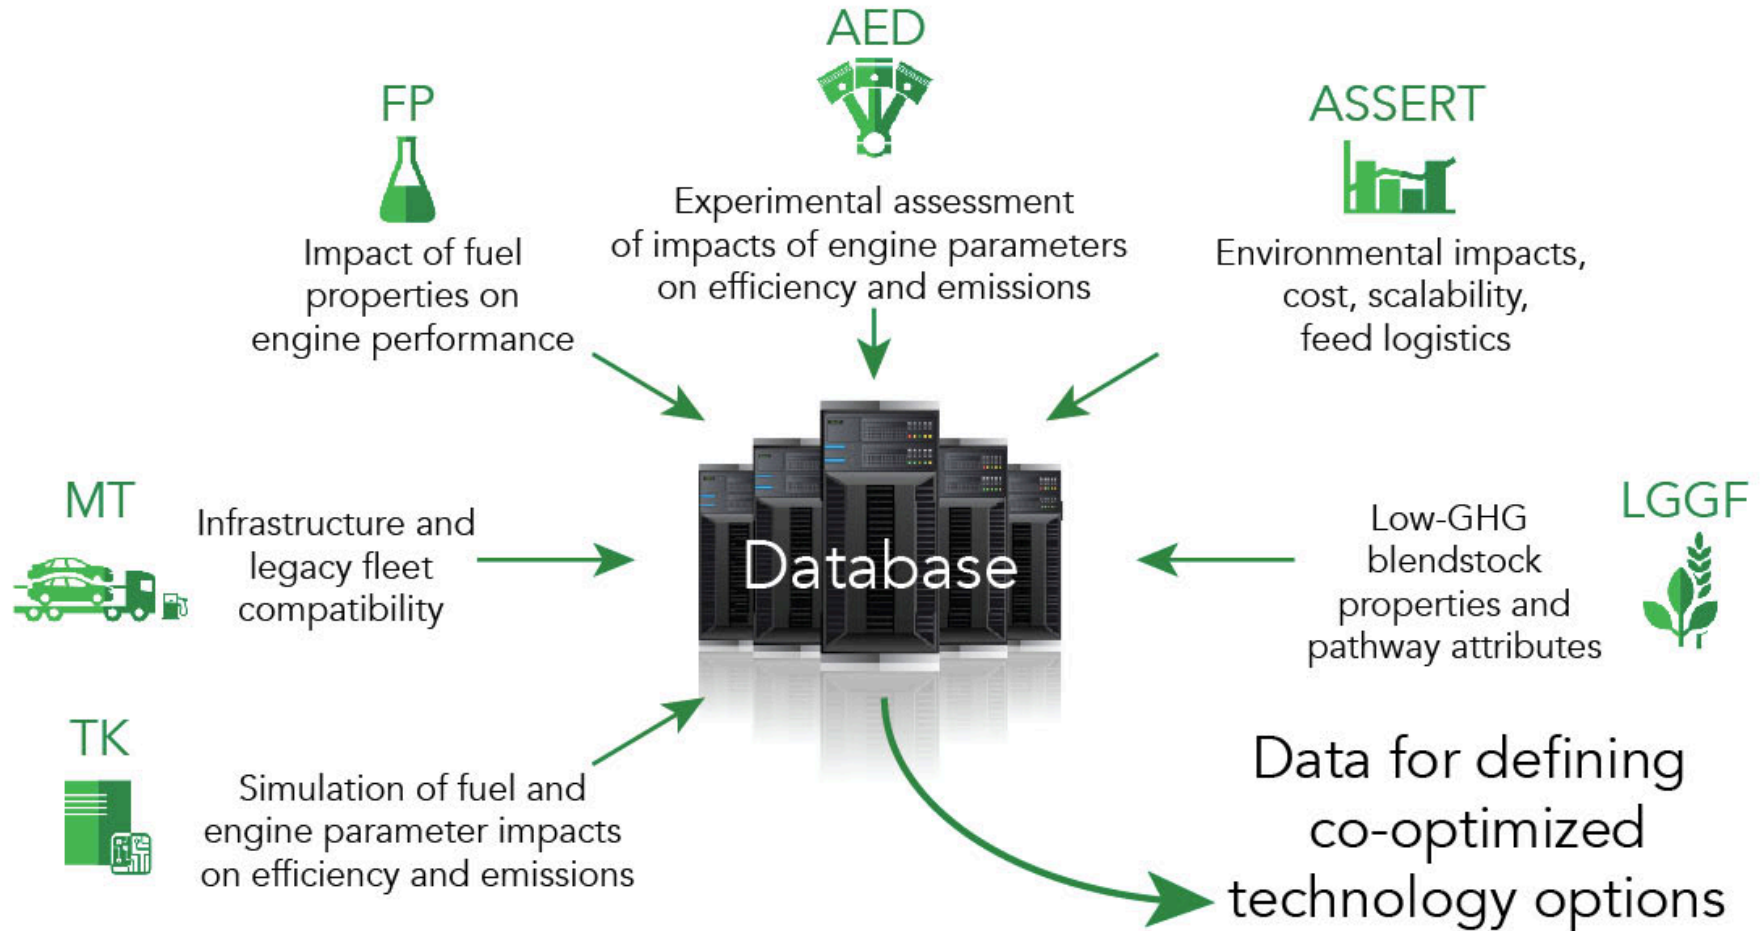 AED
Experimental assessment
of impacts of engine parameters
on efficiency and emissions
FP
Impact of fuel
properties on
engine performance
ASSERT
Environmental impacts,
cost, scalability,
feed logistics
MT
Infrastructure and
legacy fleet
compatibility
Database
LGGF
Low-GHG
blendstock
properties and
pathway attributes
TK
Simulation of fuel and
engine parameter impacts
on efficiency and emissions
Data for defining
co-optimized
technology options